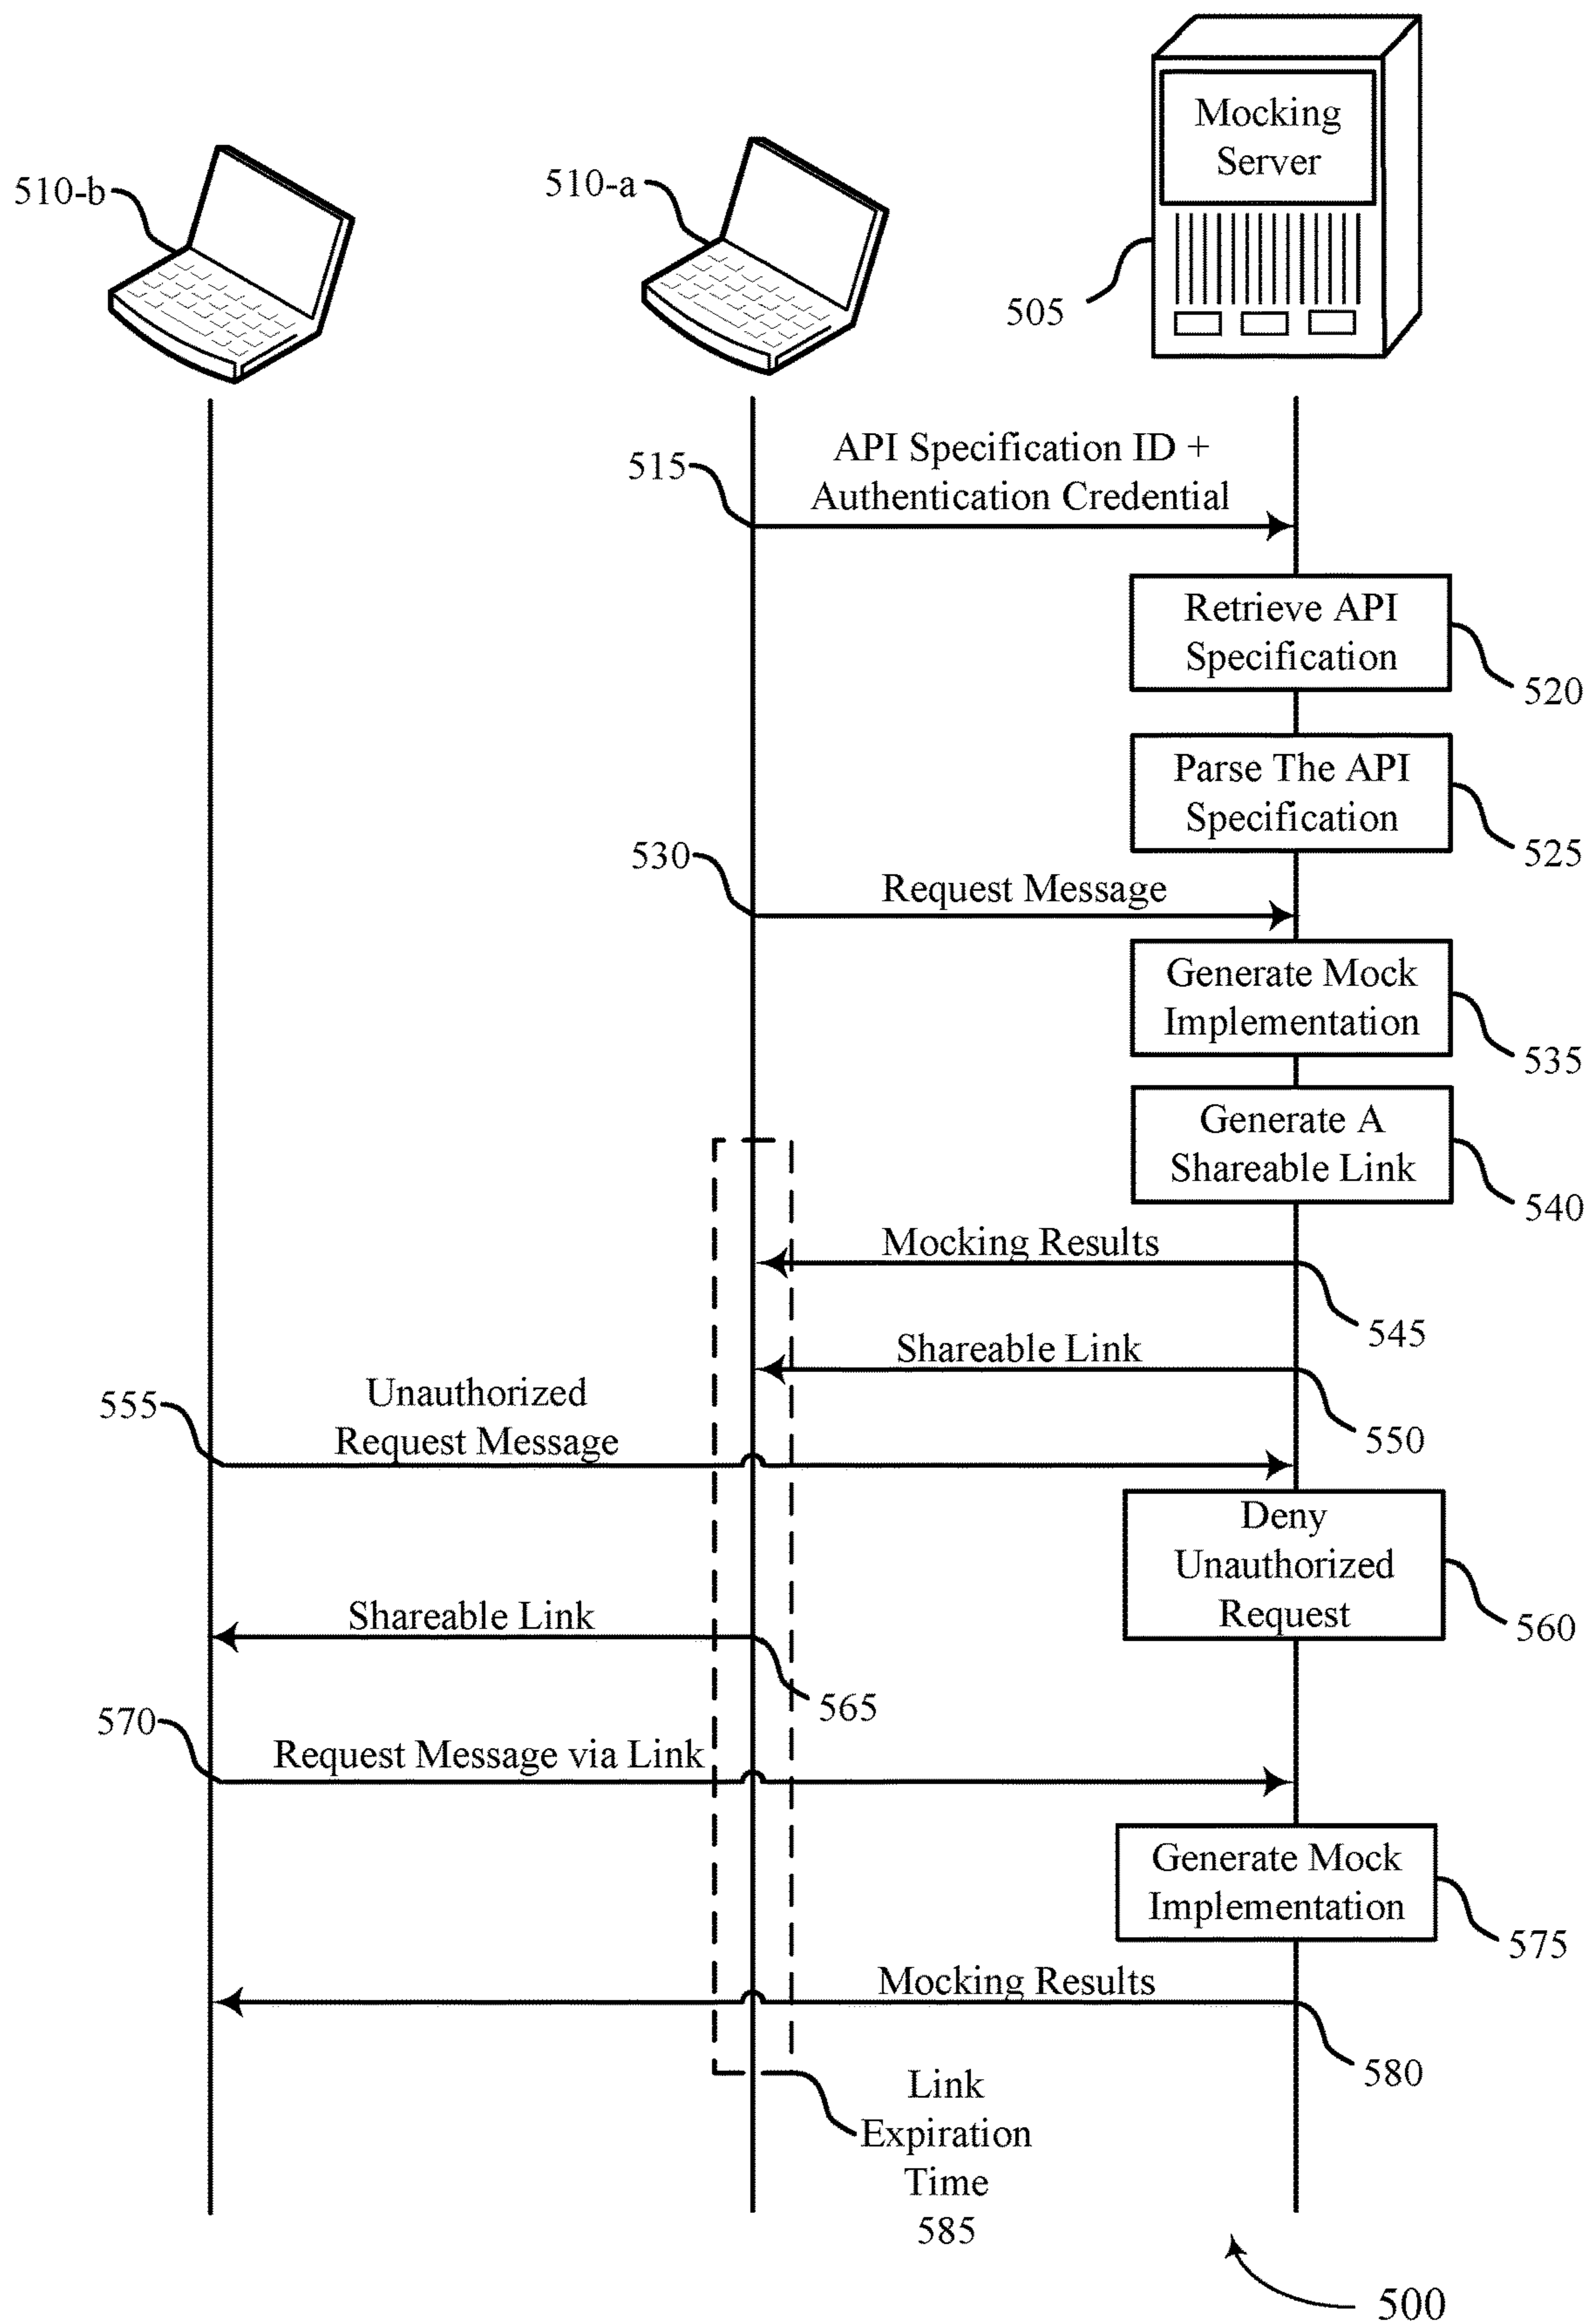 Mocking
Server
510-b
510-a
505
API Specification ID +
Authentication Credential
515
Retrieve API
Specification
520
Parse The API
Specification
525
530
Request Message
Generate Mock
Implementation
535
Generate A
Shareable Link
540
Mocking Results
545
Shareable Link
550
555
Unauthorized
Request Message
Deny
Unauthorized
Request
560
Shareable Link
565
570
Request Message via Link
Generate Mock
Implementation
575
Mocking Results
580
Link
Expiration
Time
585
500